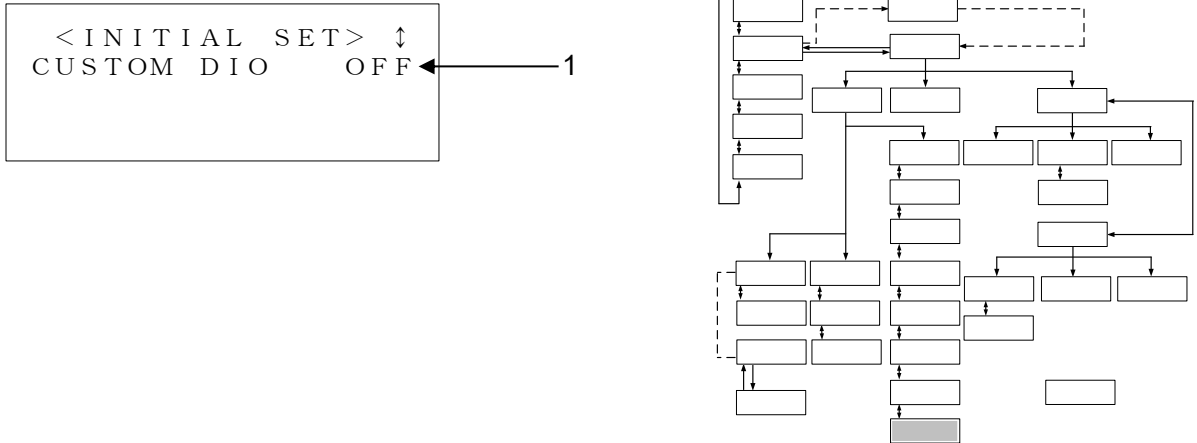 <INITIAL SET> ↕
CUSTOM DIO OFF
1